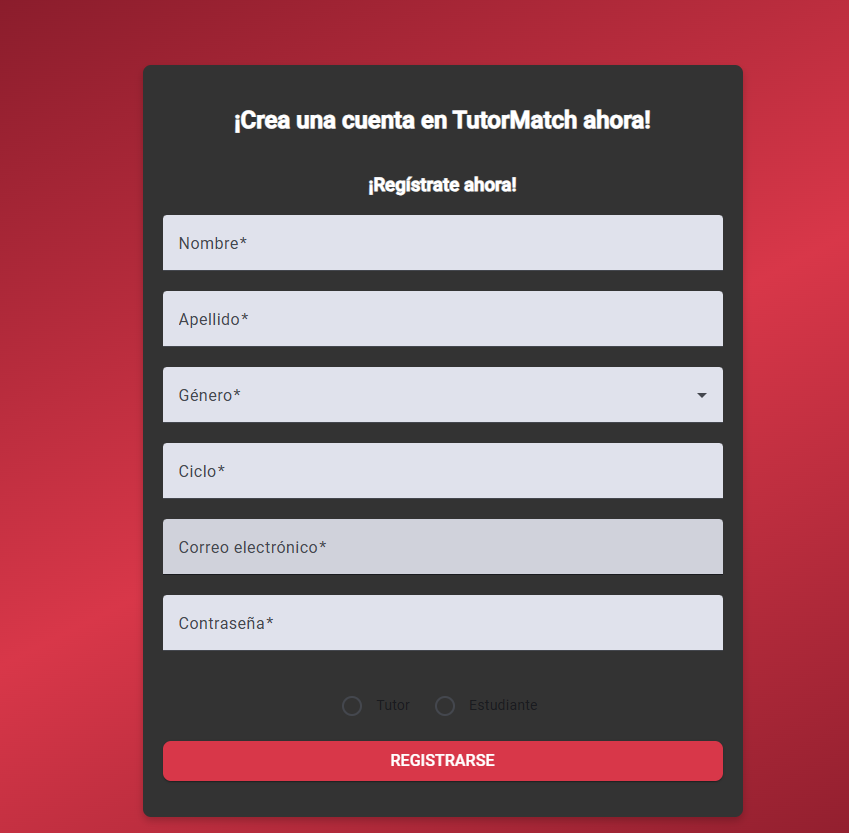 ¡Crea una cuenta en TutorMatch ahora!
¡Regístrate ahora!
Nombre*
Apellido*
Género*
Ciclo*
Correo electrónico*
Contraseña*
Tutor Estudiante
REGISTRARSE